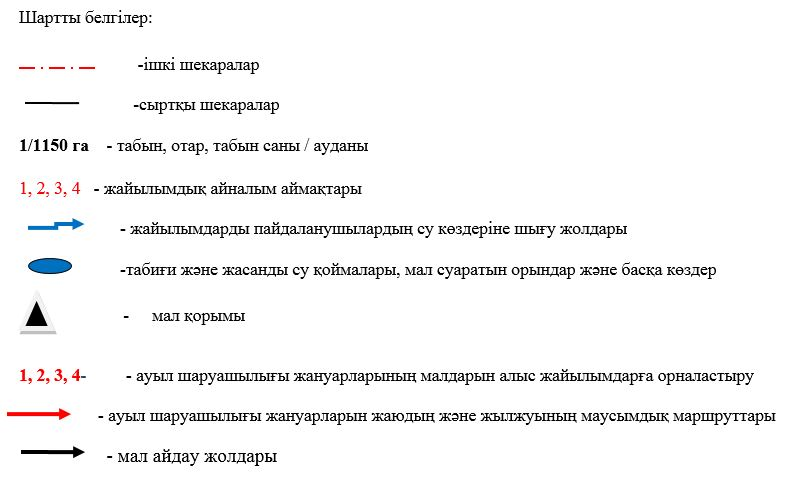 Шартты белгілер:
-ішкі шекаралар
-сыртқы шекаралар
1/1150 га - табын, отар, табын саны / ауданы
1, 2, 3, 4 - жайылымдық айналым аймақтары
- жайылымдарды пайдаланушылардың су көздеріне шығу жолдары
-табиғи және жасанды су қоймалары, мал суаратын орындар және басқа көздер
- мал қорымы
1, 2, 3, 4- - ауыл шаруашылығы жануарларының малдарын алыс жайылымдарға орналастыру
- ауыл шаруашылығы жануарларын жаюдың және жылжуының маусымдық маршруттары
- мал айдау жолдары